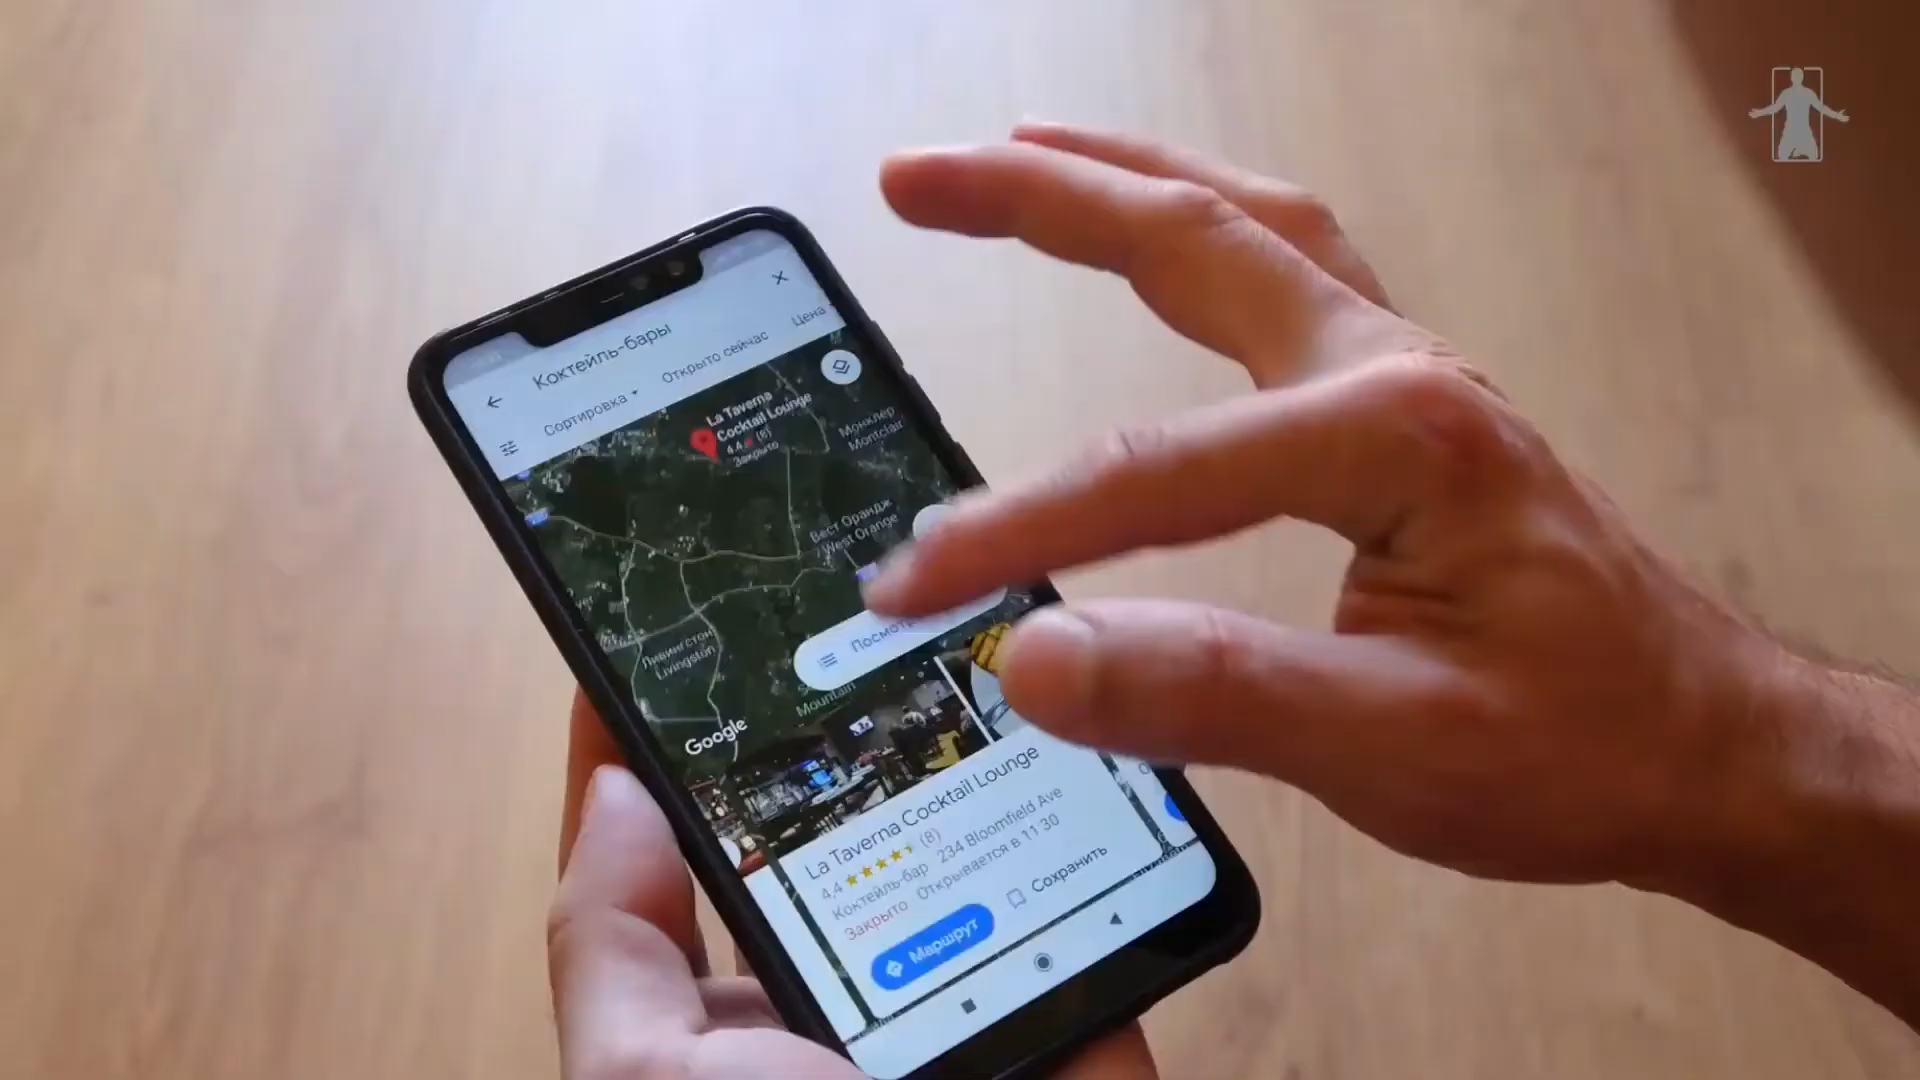 Коктейль-бары
Сортировка
Открыто сейчас
Цена
La Taverna
Cocktail Lounge
4,4 (8)
Закрыто
Монклер
Montclair
Вест Орандж
West Orange
Ливингстон
Livingston
Mountain
Google
La Taverna Cocktail Lounge
4,4 (8)
Коктейль-бар 234 Bloomfield Ave
Закрыто Открывается в 11:30
Маршрут
Сохранить